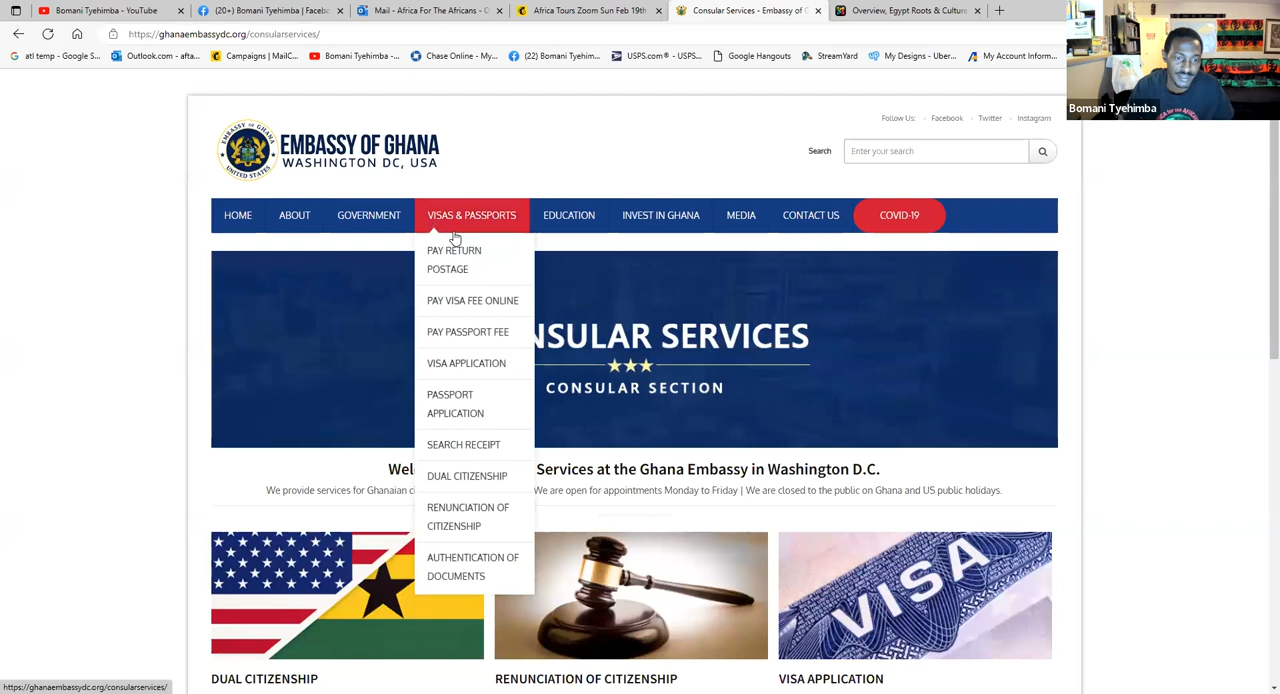 Bomani Tyehimba - YouTube
(20+) Bomani Tyehimba | Faceb
Mail - Africa For The Africans - O
Africa Tours Zoom Sun Feb 19th
Consular Services - Embassy of G
Overview, Egypt Roots & Culture
https://ghanaembassydc.org/consularservices/
atl temp - Google S...
Outlook.com - afta...
Campaigns | MailC...
Bomani Tyehimba -...
Chase Online - My...
(22) Bomani Tyehim...
USPS.com® - USPS...
Google Hangouts
StreamYard
My Designs - Uber...
My Account Inform...
Bomani Tyehimba
Follow Us: Facebook Twitter Instagram
EMBASSY OF GHANA
UNITED STATES
EMBASSY OF GHANA
WASHINGTON DC, USA
Search
Enter your search
HOME ABOUT GOVERNMENT VISAS & PASSPORTS EDUCATION INVEST IN GHANA MEDIA CONTACT US COVID-19
PAY RETURN
POSTAGE
PAY VISA FEE ONLINE
PAY PASSPORT FEE
VISA APPLICATION
PASSPORT
APPLICATION
SEARCH RECEIPT
DUAL CITIZENSHIP
RENUNCIATION OF
CITIZENSHIP
AUTHENTICATION OF
DOCUMENTS
NSULAR SERVICES
CONSULAR SECTION
Wel Services at the Ghana Embassy in Washington D.C.
We provide services for Ghanaian ci We are open for appointments Monday to Friday | We are closed to the public on Ghana and US public holidays.
VISA
DUAL CITIZENSHIP
RENUNCIATION OF CITIZENSHIP
VISA APPLICATION
https://ghanaembassydc.org/consularservices/